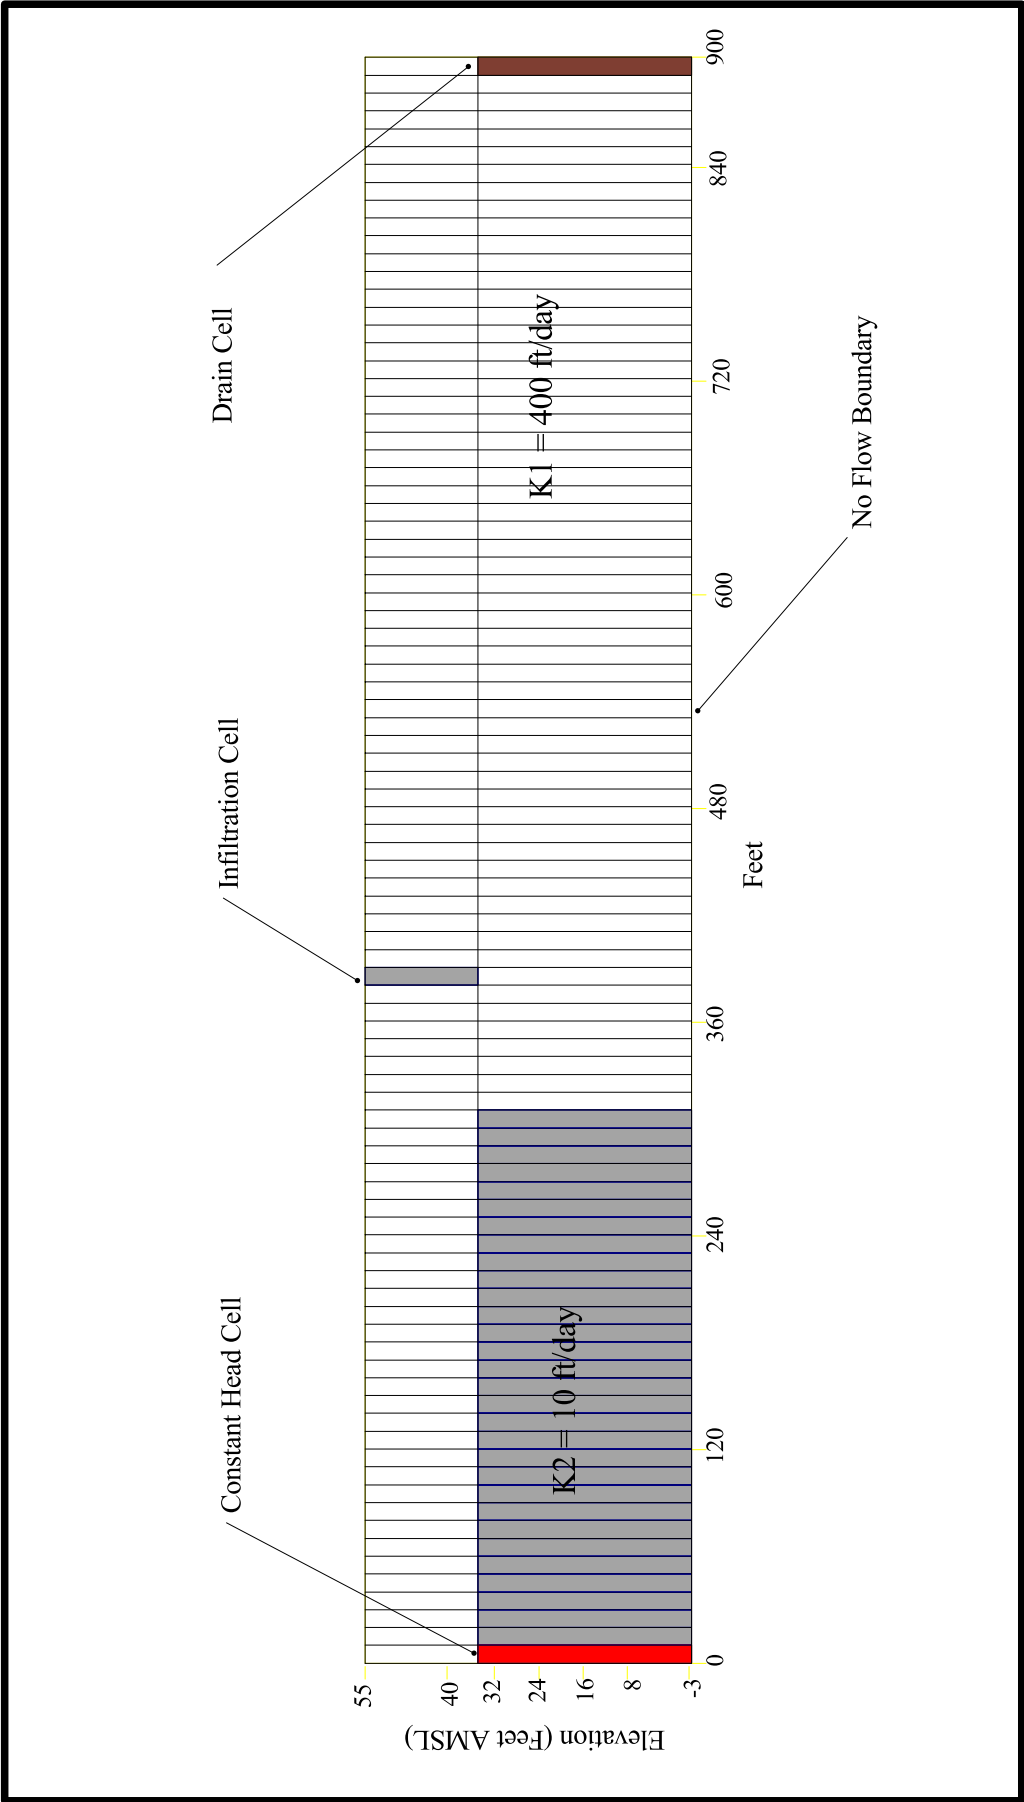 Constant Head Cell
Infiltration Cell
Drain Cell
Elevation (Feet AMSL)
55
40
32
24
16
8
-3
K2 = 10 ft/day
K1 = 400 ft/day
0
120
240
360
480
600
720
840
900
Feet
No Flow Boundary